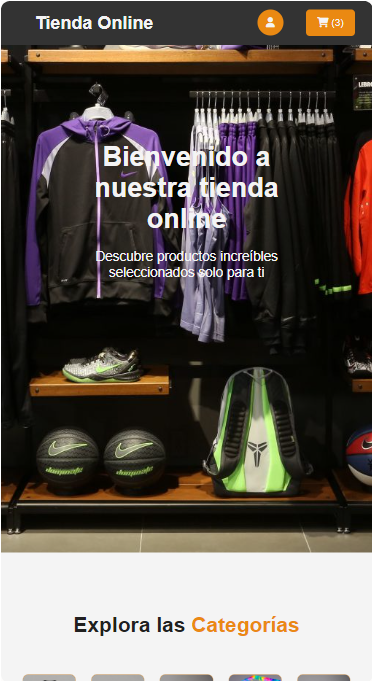 Tienda Online
(3)
Bienvenido a
nuestra tienda
online
Descubre productos increíbles
seleccionados solo para ti
Explora las Categorías